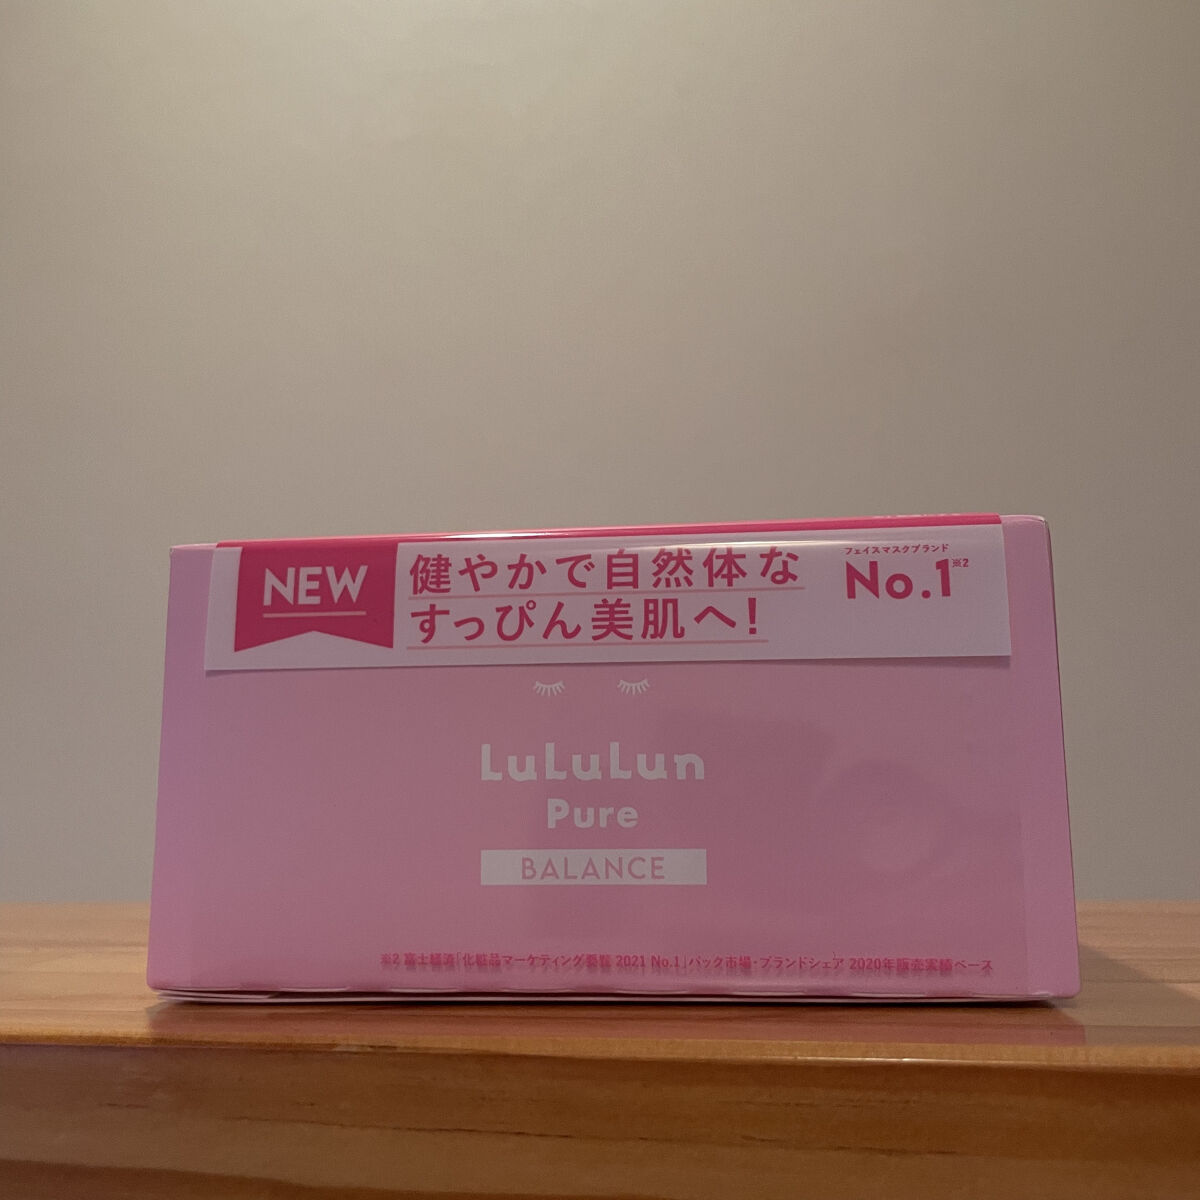 NEW
健やかで自然体な
すっぴん美肌へ!
フェイスマスクブランド
No.1※2
LuLuLun
Pure
BALANCE
※2 富士経済「化粧品マーケティング要覧 2021 No.1」パック市場・ブランドシェア 2020年販売実績ベース